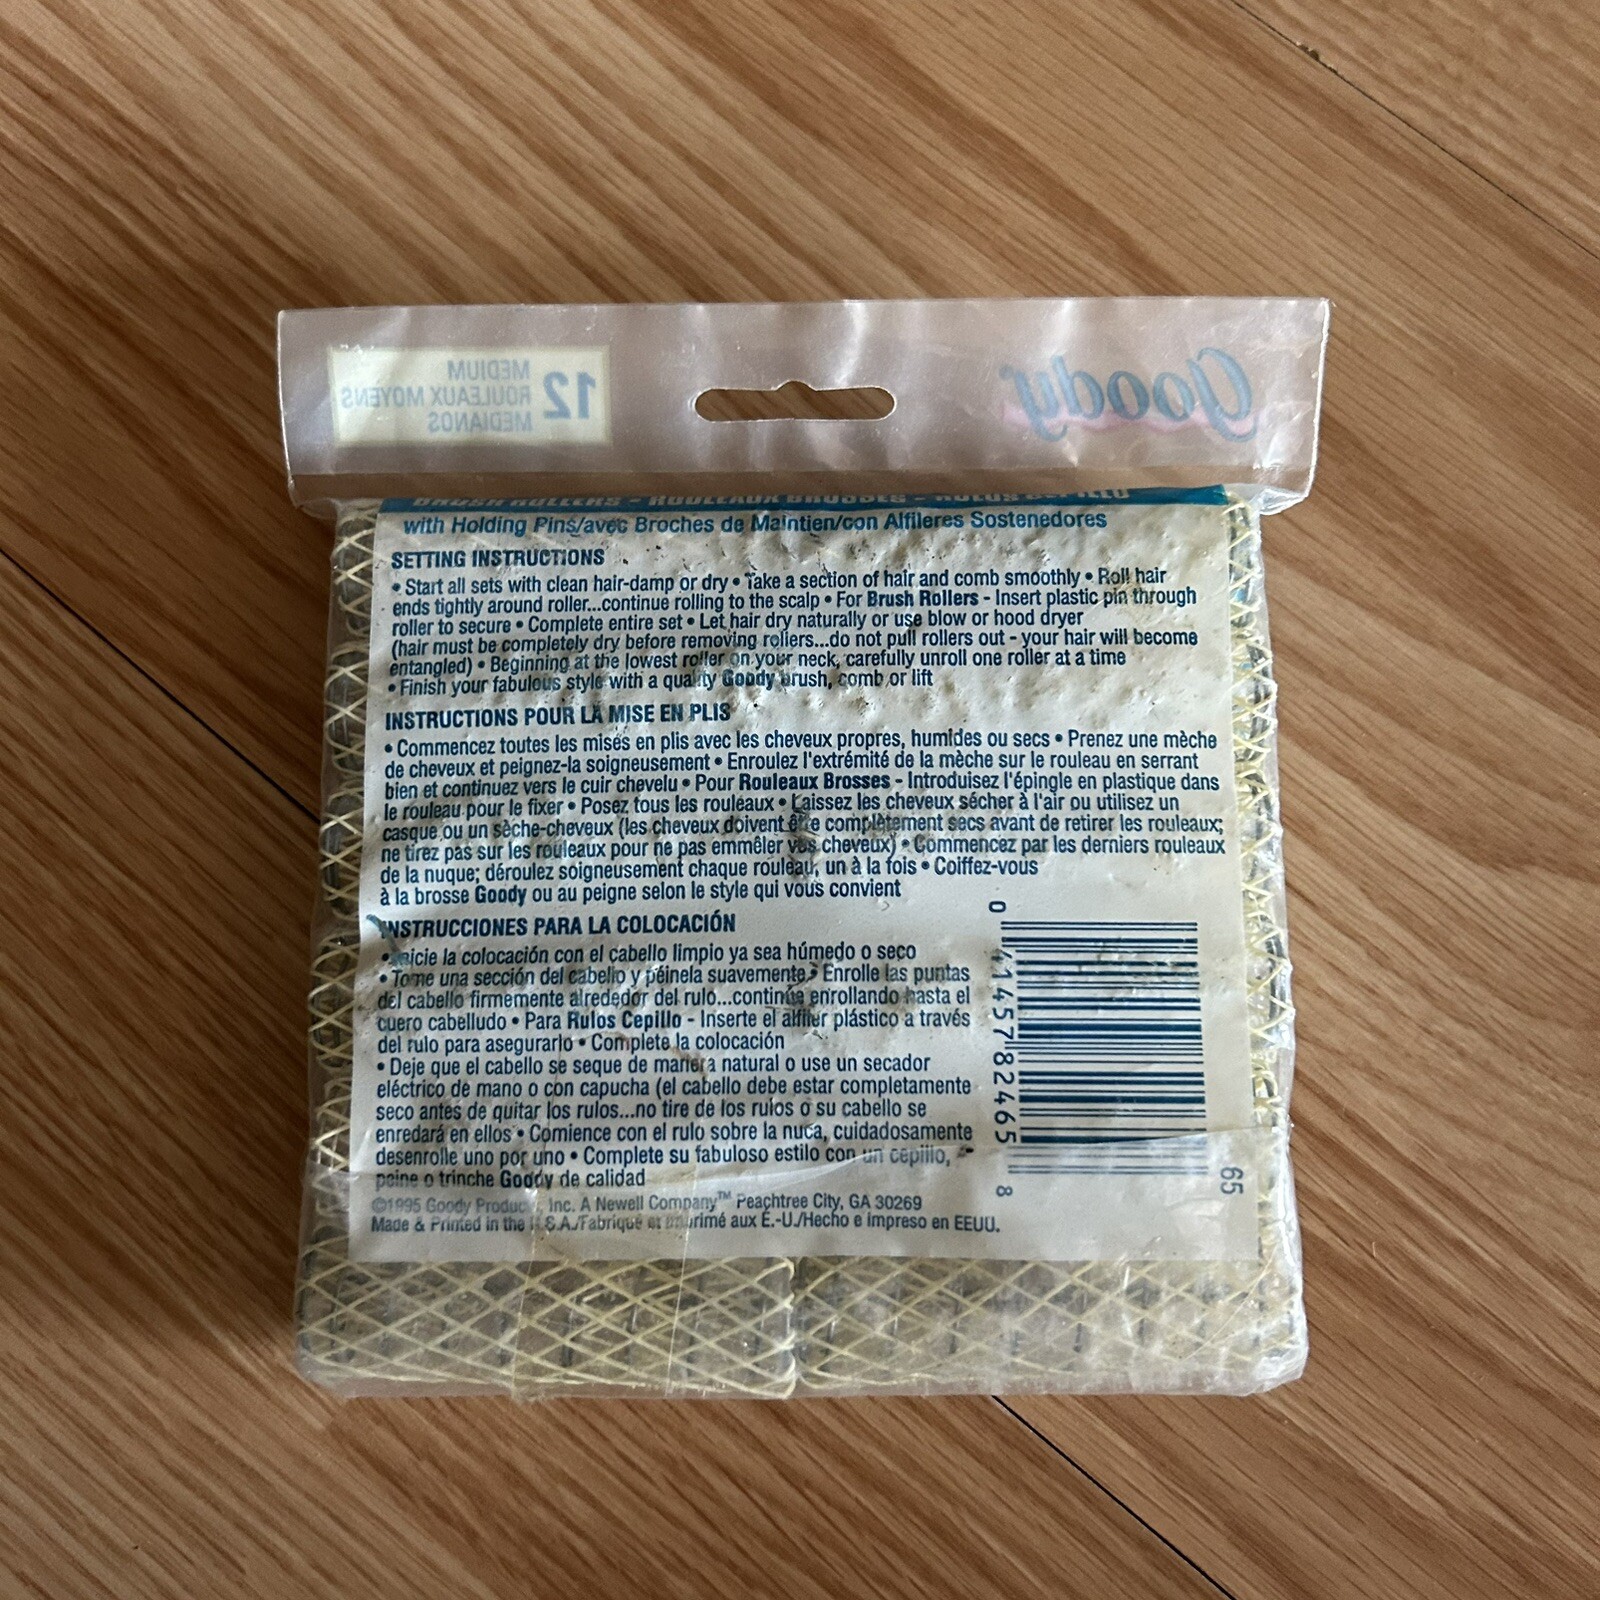 Goody
12 MEDIUM
ROULEAUX MOYENS
MEDIANOS
BRUSH ROLLERS - ROULEAUX BROSSES - RULOS CEPILLO
with Holding Pins/avec Broches de Maintien/con Alfileres Sostenedores
SETTING INSTRUCTIONS
• Start all sets with clean hair-damp or dry • Take a section of hair and comb smoothly • Roll hair
ends tightly around roller...continue rolling to the scalp • For Brush Rollers - Insert plastic pin through
roller to secure • Complete entire set • Let hair dry naturally or use blow or hood dryer
(hair must be completely dry before removing rollers...do not pull rollers out - your hair will become
entangled) • Beginning at the lowest roller on your neck, carefully unroll one roller at a time
• Finish your fabulous style with a quality Goody brush, comb or lift
INSTRUCTIONS POUR LA MISE EN PLIS
• Commencez toutes les mises en plis avec les cheveux propres, humides ou secs • Prenez une mèche
de cheveux et peignez-la soigneusement • Enroulez l'extrémité de la mèche sur le rouleau en serrant
bien et continuez vers le cuir chevelu • Pour Rouleaux Brosses - Introduisez l'épingle en plastique dans
le rouleau pour le fixer • Posez tous les rouleaux • Laissez les cheveux sécher à l'air ou utilisez un
casque ou un sèche-cheveux (les cheveux doivent être complètement secs avant de retirer les rouleaux;
ne tirez pas sur les rouleaux pour ne pas emmêler vos cheveux) • Commencez par les derniers rouleaux
de la nuque; déroulez soigneusement chaque rouleau, un à la fois • Coiffez-vous
à la brosse Goody ou au peigne selon le style qui vous convient
INSTRUCCIONES PARA LA COLOCACIÓN
• Inicie la colocación con el cabello limpio ya sea húmedo o seco
• Tome una sección del cabello y péinela suavemente • Enrolle las puntas
del cabello firmemente alrededor del rulo...continúa enrollando hasta el
cuero cabelludo • Para Rulos Cepillo - Inserte el alfiler plástico a través
del rulo para asegurarlo • Complete la colocación
• Deje que el cabello se seque de manera natural o use un secador
eléctrico de mano o con capucha (el cabello debe estar completamente
seco antes de quitar los rulos...no tire de los rulos o su cabello se
enredará en ellos • Comience con el rulo sobre la nuca, cuidadosamente
desenrolle uno por uno • Complete su fabuloso estilo con un cepillo,
peine o trinche Goody de calidad
©1995 Goody Products, Inc. A Newell Company™ Peachtree City, GA 30269
Made & Printed in the U.S.A./Fabriqué et imprimé aux É.-U./Hecho e impreso en EEUU.
0 41457 82465 8
65